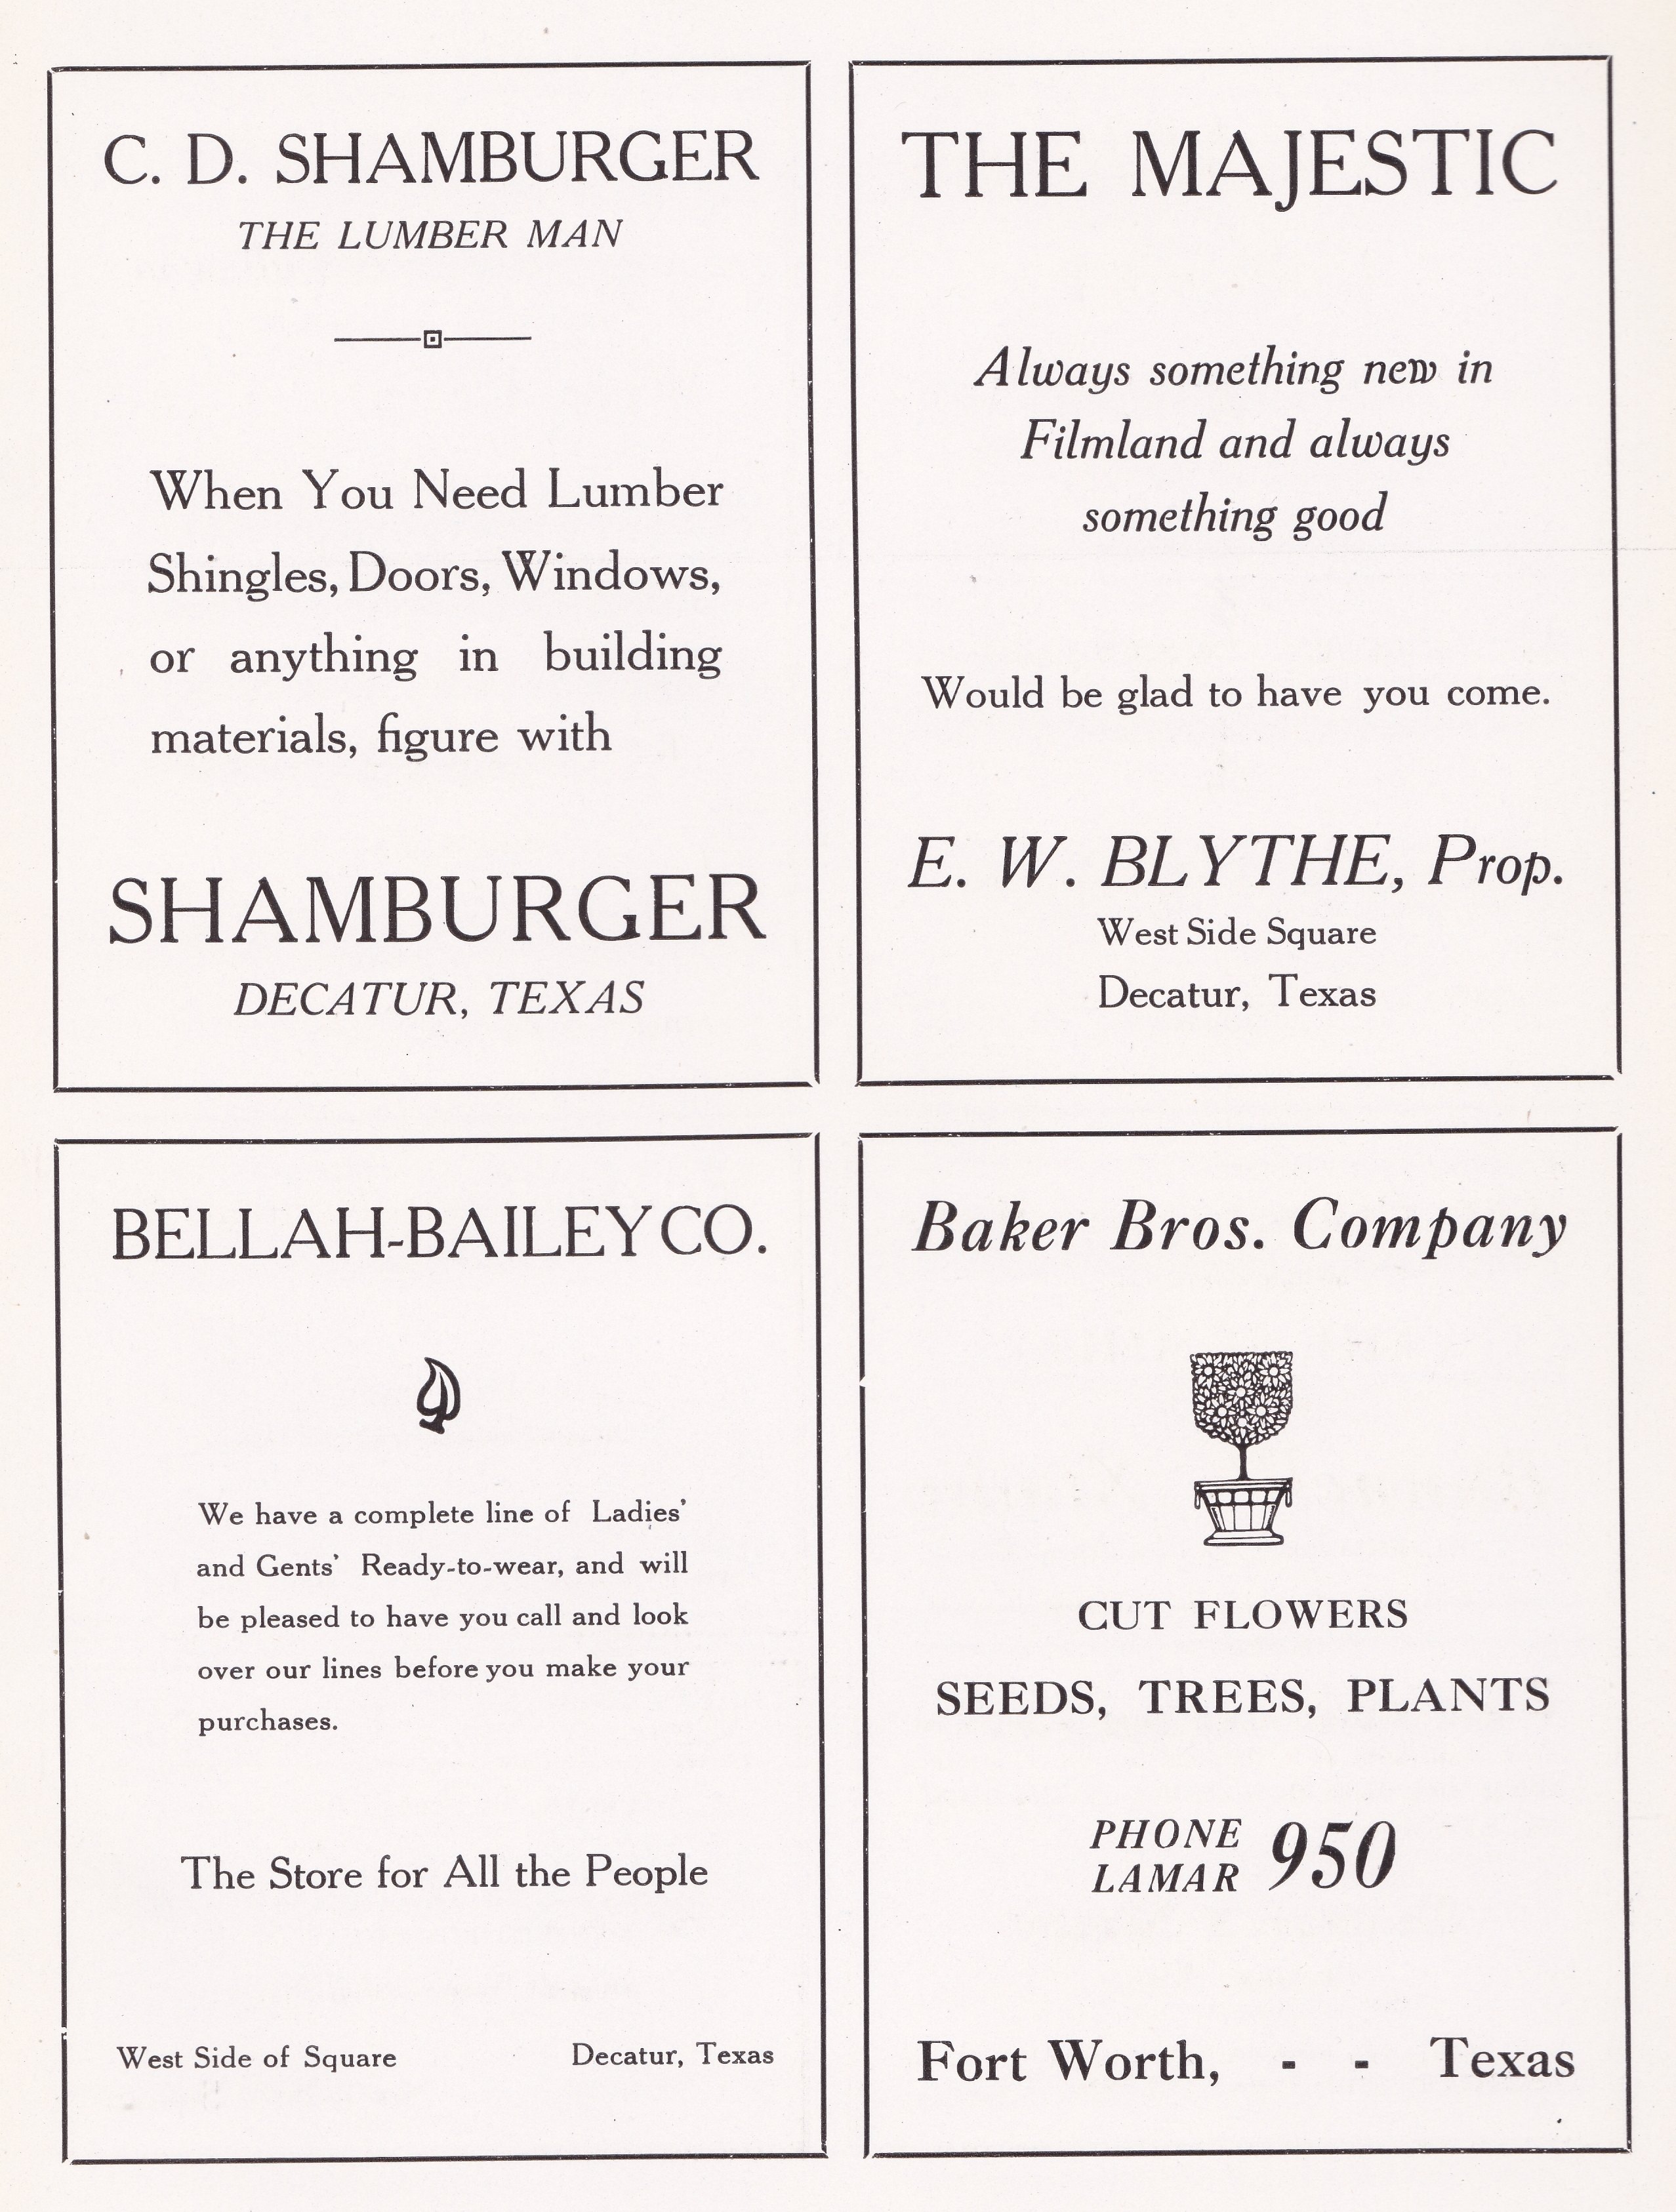 C. D. SHAMBURGER
THE LUMBER MAN
When You Need Lumber
Shingles, Doors, Windows,
or anything in building
materials, figure with
SHAMBURGER
DECATUR, TEXAS
THE MAJESTIC
Always something new in
Filmland and always
something good
Would be glad to have you come.
E. W. BLYTHE, Prop.
West Side Square
Decatur, Texas
BELLAH-BAILEY CO.
We have a complete line of Ladies'
and Gents' Ready-to-wear, and will
be pleased to have you call and look
over our lines before you make your
purchases.
The Store for All the People
West Side of Square Decatur, Texas
Baker Bros. Company
CUT FLOWERS
SEEDS, TREES, PLANTS
PHONE
LAMAR 950
Fort Worth, - - Texas